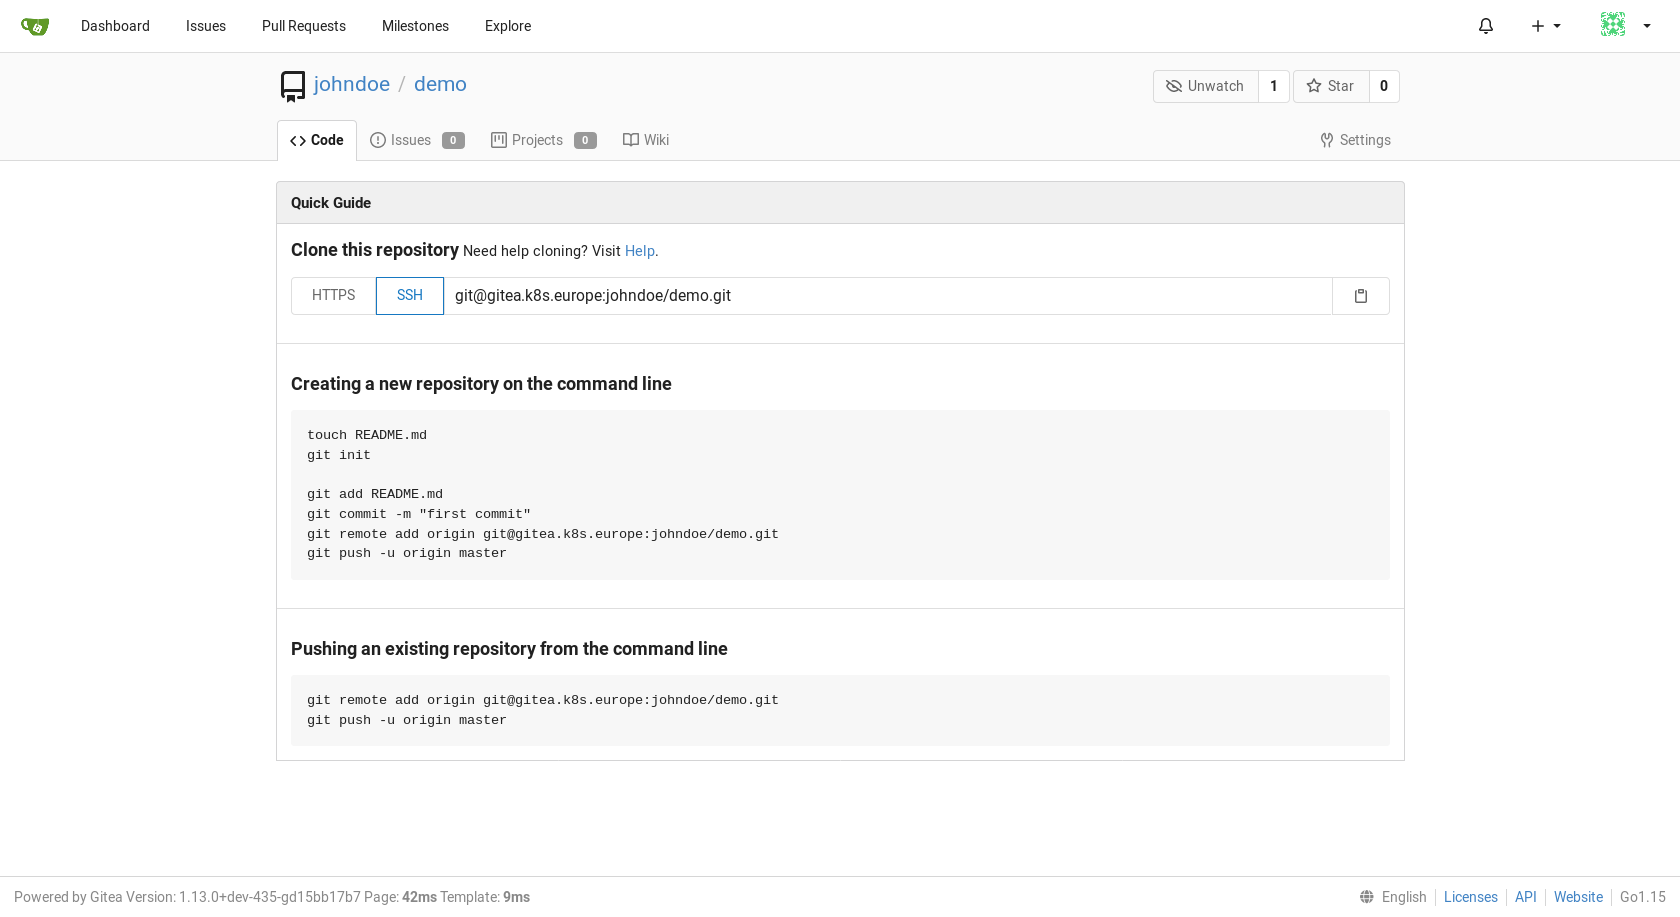 Dashboard Issues Pull Requests Milestones Explore
johndoe / demo Unwatch 1 Star 0
Code Issues 0 Projects 0 Wiki Settings
Quick Guide
Clone this repository Need help cloning? Visit Help.
HTTPS SSH git@gitea.k8s.europe:johndoe/demo.git
Creating a new repository on the command line
touch README.md
git init
git add README.md
git commit -m "first commit"
git remote add origin git@gitea.k8s.europe:johndoe/demo.git
git push -u origin master
Pushing an existing repository from the command line
git remote add origin git@gitea.k8s.europe:johndoe/demo.git
git push -u origin master
Powered by Gitea Version: 1.13.0+dev-435-gd15bb17b7 Page: 42ms Template: 9ms English Licenses API Website Go1.15